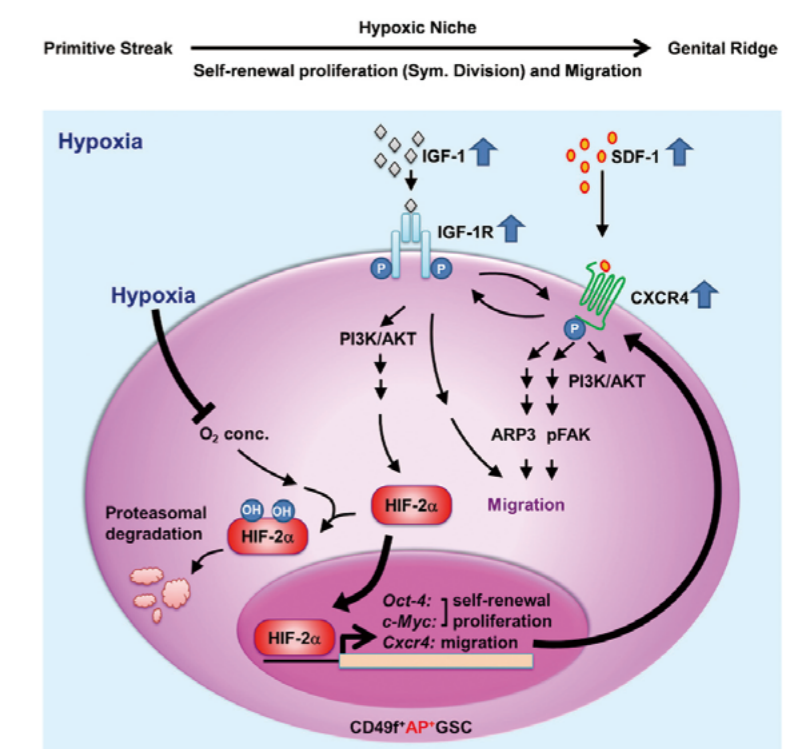 Hypoxic Niche
Primitive Streak
Genital Ridge
Self-renewal proliferation (Sym. Division) and Migration
Hypoxia
IGF-1
SDF-1
IGF-1R
P
P
Hypoxia
CXCR4
P
PI3K/AKT
PI3K/AKT
O2 conc.
ARP3 pFAK
Migration
Proteasomal
degradation
OH OH
HIF-2α
HIF-2α
Oct-4: self-renewal
c-Myc: proliferation
Cxcr4: migration
HIF-2α
CD49f+AP+GSC